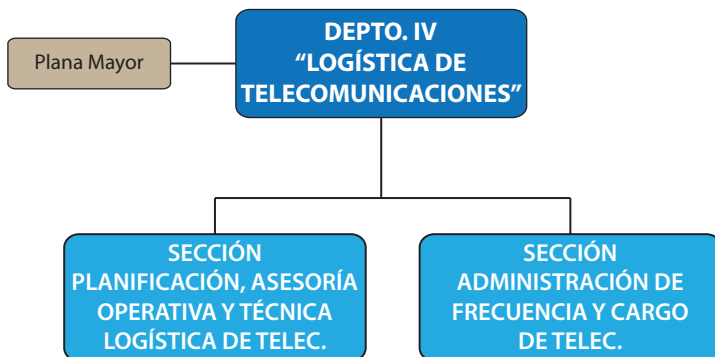 DEPTO. IV
“LOGÍSTICA DE
TELECOMUNICACIONES”
Plana Mayor
SECCIÓN
PLANIFICACIÓN, ASESORÍA
OPERATIVA Y TÉCNICA
LOGÍSTICA DE TELEC.
SECCIÓN
ADMINISTRACIÓN DE
FRECUENCIA Y CARGO
DE TELEC.